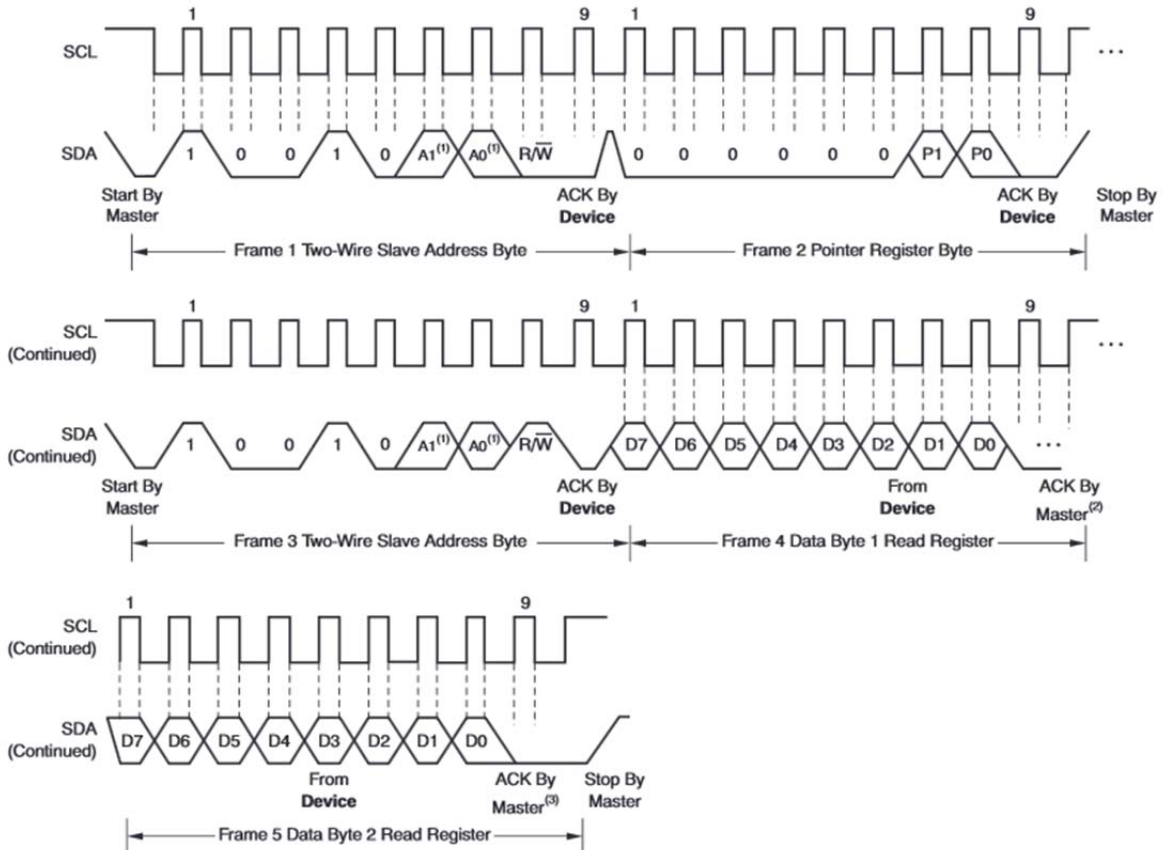 1 9 1 9
SCL ...
SDA 1 0 0 1 0 A1(1) A0(1) R/W̅ 0 0 0 0 0 0 P1 P0
Start By ACK By ACK By Stop By
Master Device Device Master
Frame 1 Two-Wire Slave Address Byte Frame 2 Pointer Register Byte
1 9 1 9
SCL
(Continued) ...
SDA
(Continued) 1 0 0 1 0 A1(1) A0(1) R/W̅ D7 D6 D5 D4 D3 D2 D1 D0 ...
Start By ACK By From ACK By
Master Device Device Master(2)
Frame 3 Two-Wire Slave Address Byte Frame 4 Data Byte 1 Read Register
1 9
SCL
(Continued)
SDA
(Continued) D7 D6 D5 D4 D3 D2 D1 D0
From ACK By Stop By
Device Master(3) Master
Frame 5 Data Byte 2 Read Register